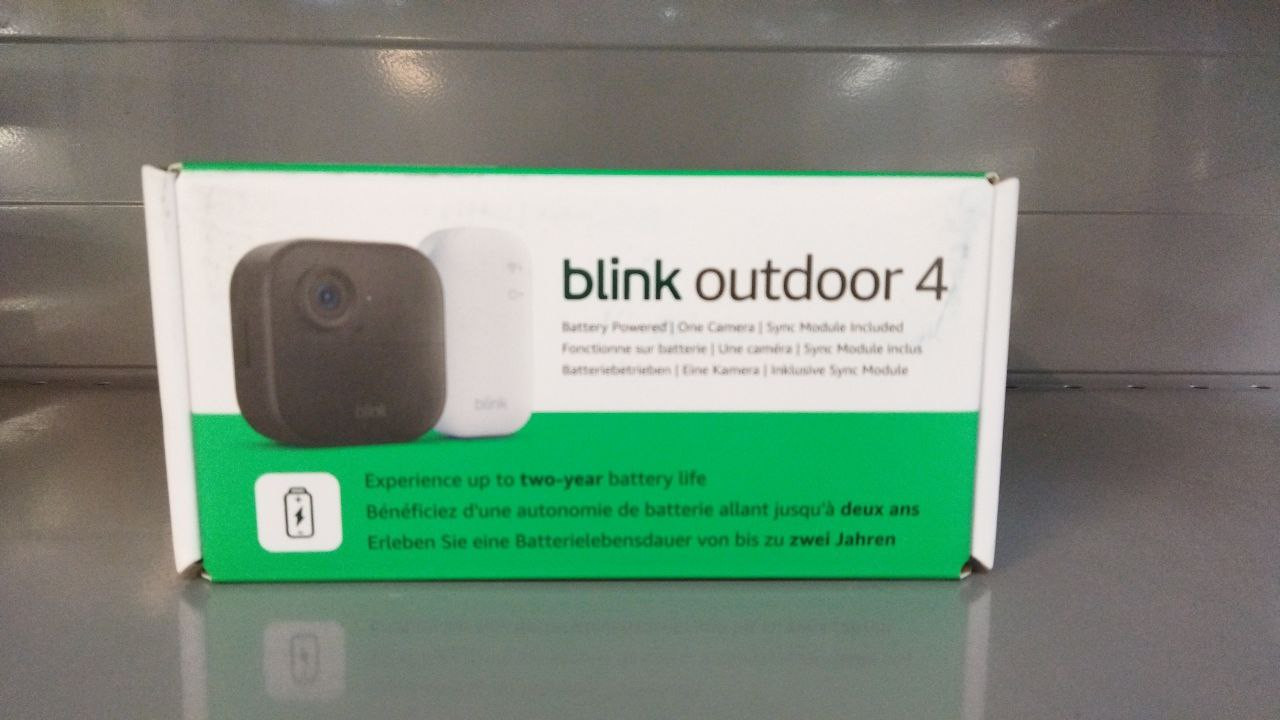 blink outdoor 4
Battery Powered | One Camera | Sync Module Included
Fonctionne sur batterie | Une caméra | Sync Module inclus
Batteriebetrieben | Eine Kamera | Inklusive Sync Module
blink
blink
Experience up to two-year battery life
Bénéficiez d'une autonomie de batterie allant jusqu'à deux ans
Erleben Sie eine Batterielebensdauer von bis zu zwei Jahren